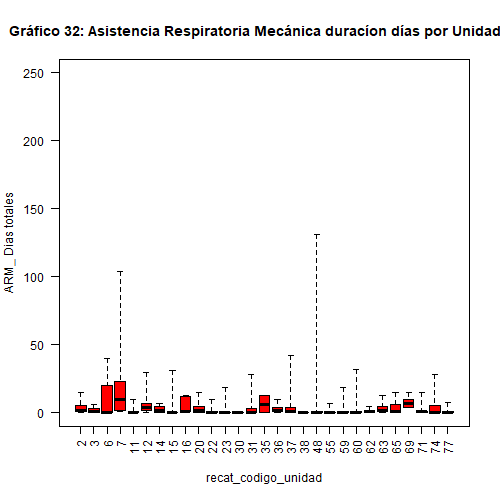 Gráfico 32: Asistencia Respiratoria Mecánica duracíon días por Unidad
ARM_ Dias totales
250
200
150
100
50
0
2 3 6 7 11 12 14 15 16 20 22 23 30 31 35 36 37 38 48 55 59 60 62 63 65 69 71 74 77
recat_codigo_unidad